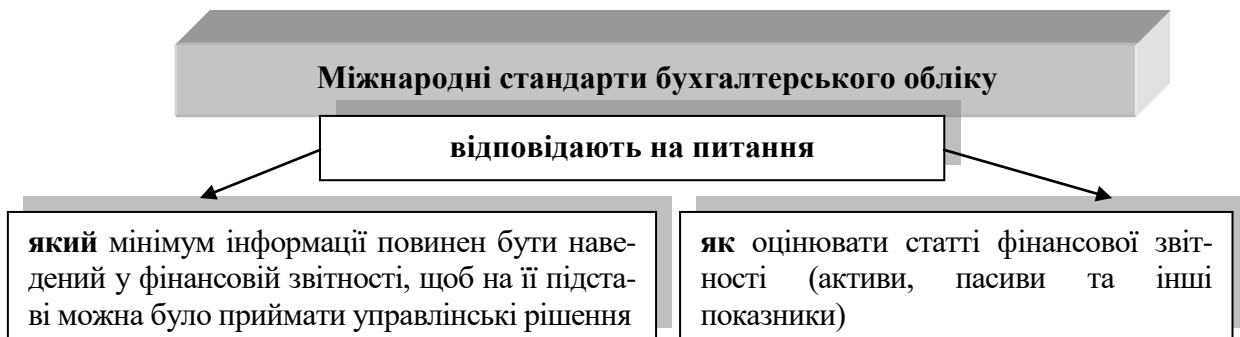 Міжнародні стандарти бухгалтерського обліку
відповідають на питання
який мінімум інформації повинен бути наве-
дений у фінансовій звітності, щоб на її підста-
ві можна було приймати управлінські рішення
як оцінювати статті фінансової звіт-
ності (активи, пасиви та інші
показники)